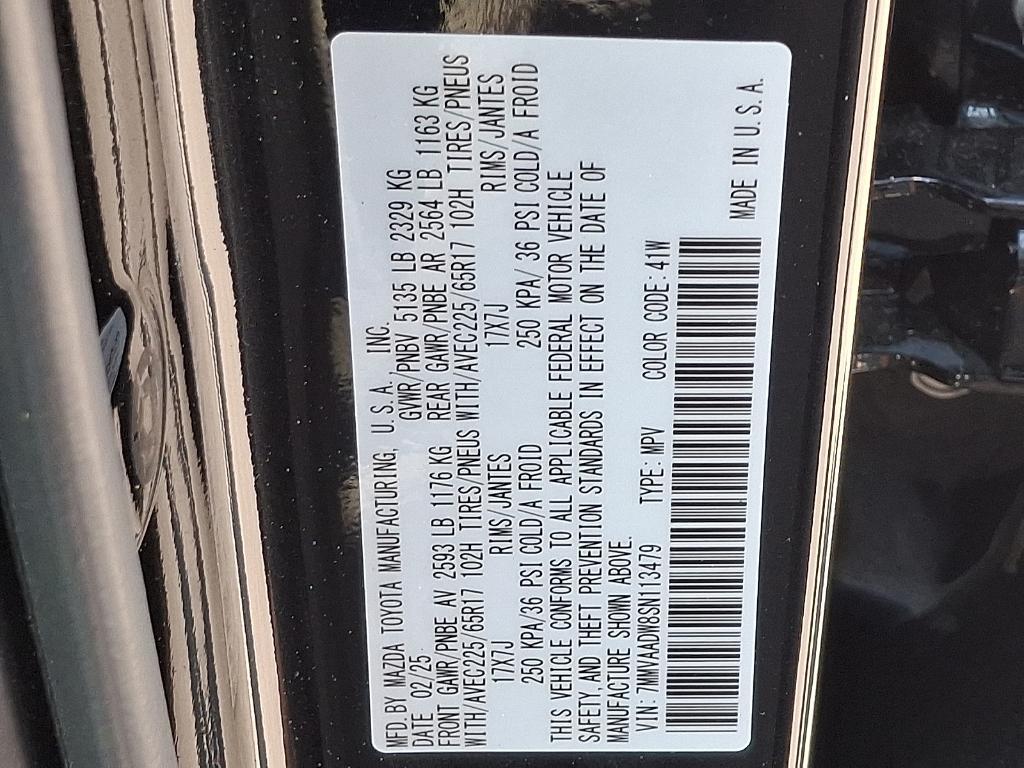 MFD. BY MAZDA TOYOTA MANUFACTURING, U. S. A. INC.
DATE 02/25 GVWR/PNBV 5135 LB 2329 KG
FRONT GAWR/PNBE AV 2593 LB 1176 KG REAR GAWR/PNBE AR 2564 LB 1163 KG
WITH/AVEC225/65R17 102H TIRES/PNEUS WITH/AVEC225/65R17 102H TIRES/PNEUS
17X7J RIMS/JANTES 17X7J RIMS/JANTES
250 KPA/36 PSI COLD/A FROID 250 KPA/ 36 PSI COLD/A FROID
THIS VEHICLE CONFORMS TO ALL APPLICABLE FEDERAL MOTOR VEHICLE
SAFETY, AND THEFT PREVENTION STANDARDS IN EFFECT ON THE DATE OF
MANUFACTURE SHOWN ABOVE.
VIN: 7MMVAADW8SN113479 TYPE: MPV COLOR CODE: 41W
MADE IN U. S. A.